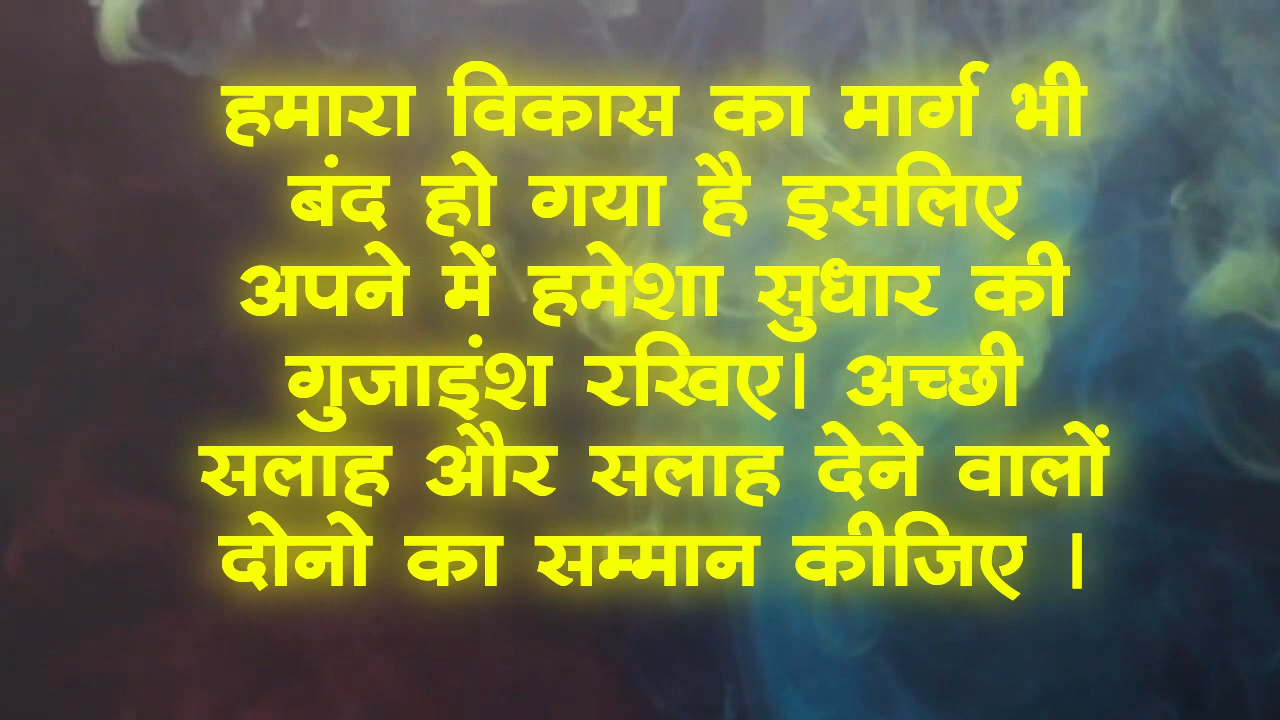 हमारा विकास का मार्ग भी
बंद हो गया है इसलिए
अपने में हमेशा सुधार की
गुजाइंश रखिए। अच्छी
सलाह और सलाह देने वालों
दोनो का सम्मान कीजिए ।